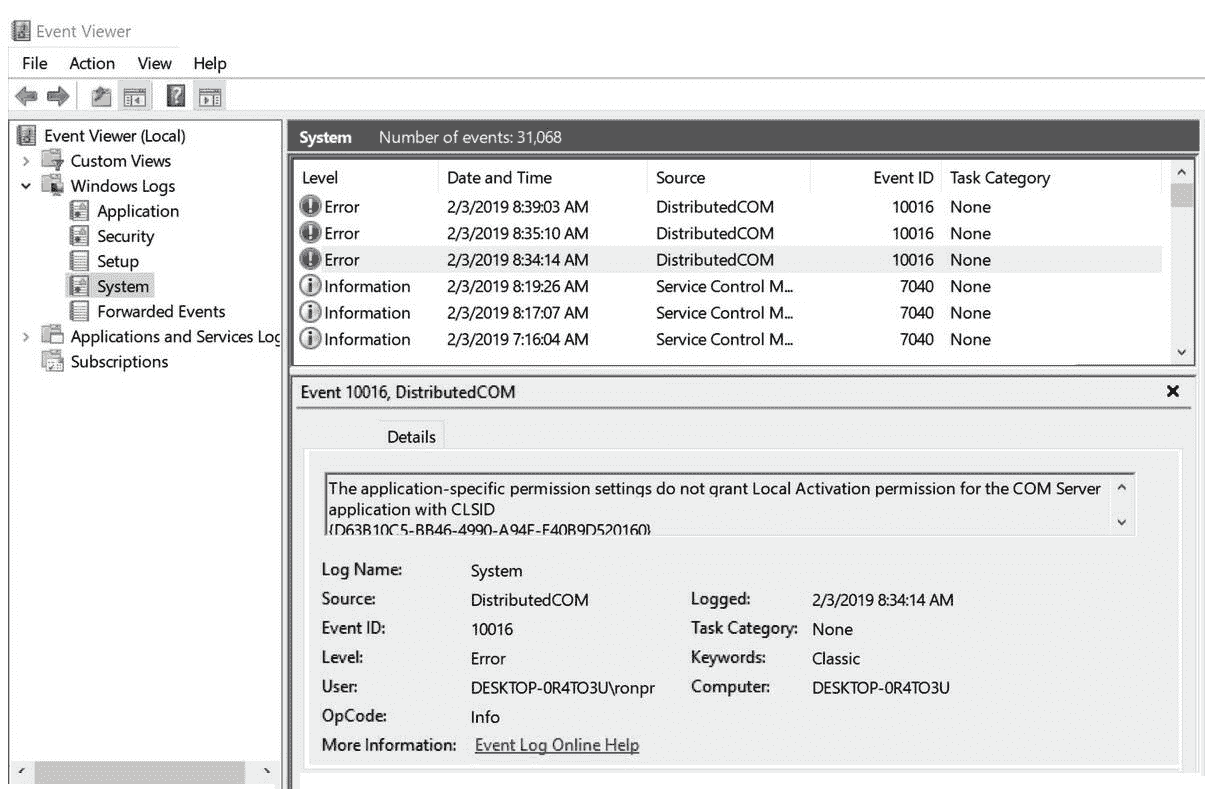 Event Viewer
File Action View Help
Event Viewer (Local)
Custom Views
Windows Logs
Application
Security
Setup
System
Forwarded Events
Applications and Services Log
Subscriptions
System Number of events: 31,068
Level Date and Time Source Event ID Task Category
Error 2/3/2019 8:39:03 AM DistributedCOM 10016 None
Error 2/3/2019 8:35:10 AM DistributedCOM 10016 None
Error 2/3/2019 8:34:14 AM DistributedCOM 10016 None
Information 2/3/2019 8:19:26 AM Service Control M... 7040 None
Information 2/3/2019 8:17:07 AM Service Control M... 7040 None
Information 2/3/2019 7:16:04 AM Service Control M... 7040 None
Event 10016, DistributedCOM
Details
The application-specific permission settings do not grant Local Activation permission for the COM Server
application with CLSID
{D63B10C5-BB46-4990-A94F-E40B9D520160}
Log Name: System
Source: DistributedCOM Logged: 2/3/2019 8:34:14 AM
Event ID: 10016 Task Category: None
Level: Error Keywords: Classic
User: DESKTOP-0R4TO3U\ronpr Computer: DESKTOP-0R4TO3U
OpCode: Info
More Information: Event Log Online Help